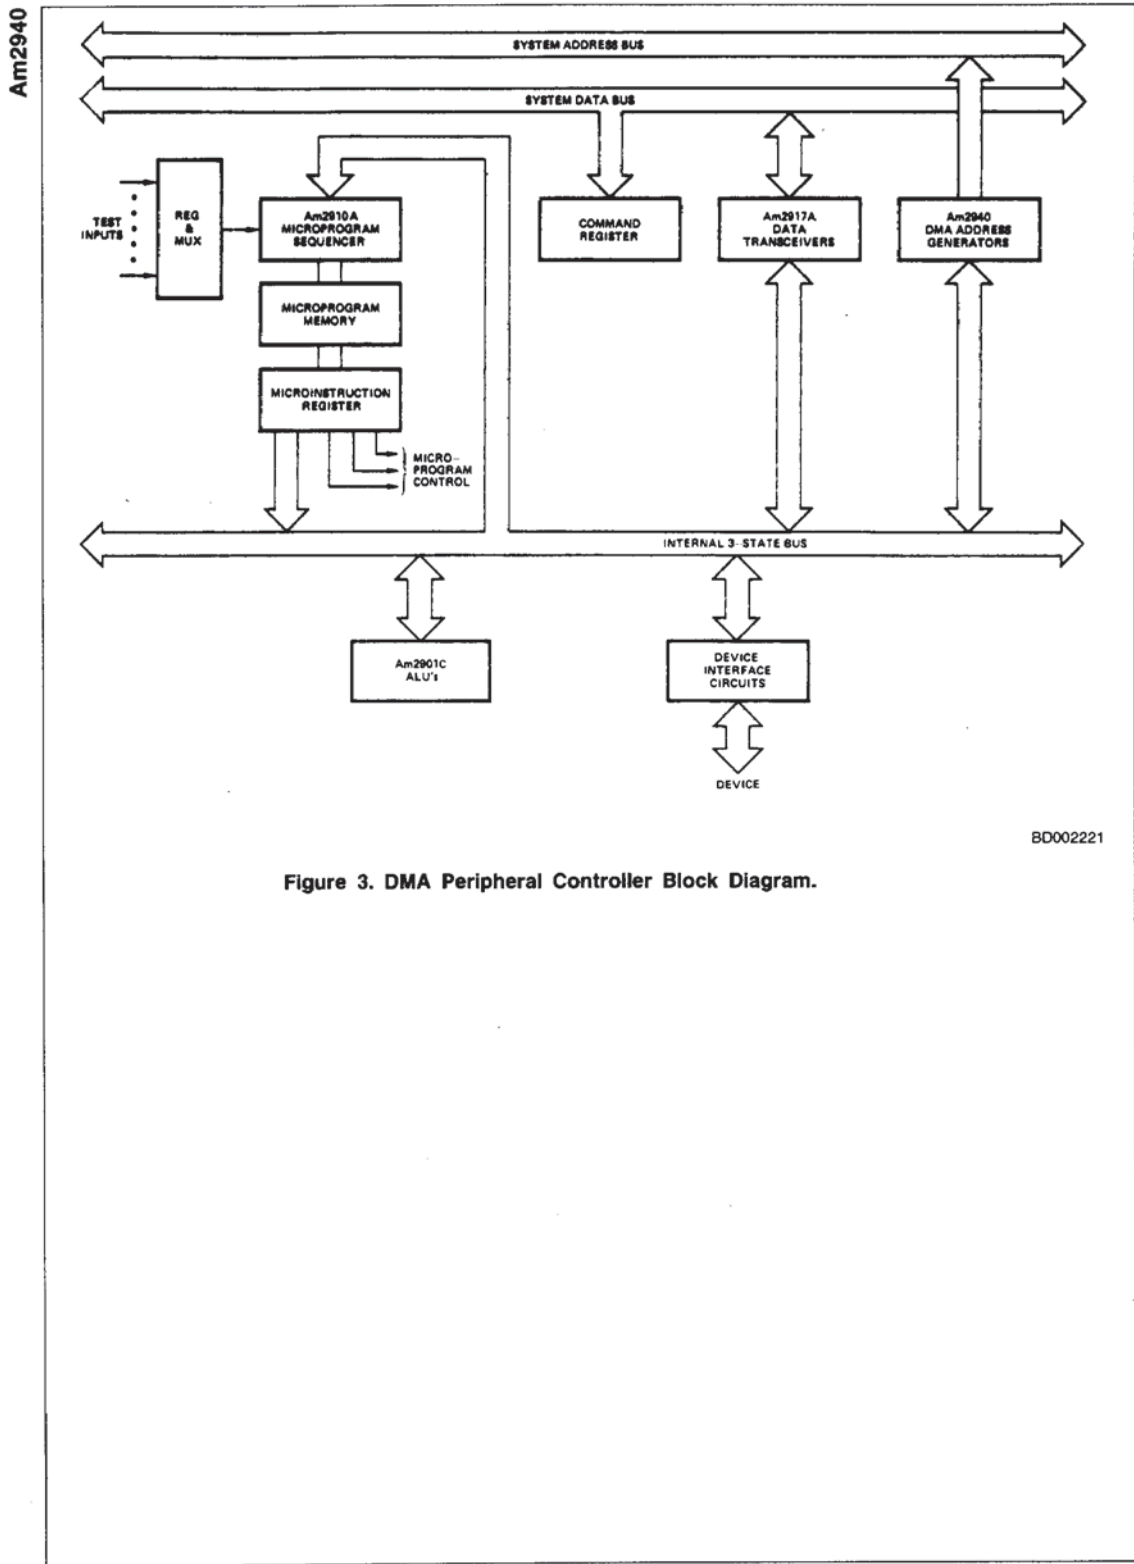 Am2940
SYSTEM ADDRESS BUS
SYSTEM DATA BUS
TEST
INPUTS
REG
&
MUX
Am2910A
MICROPROGRAM
SEQUENCER
COMMAND
REGISTER
Am2917A
DATA
TRANSCEIVERS
Am2940
DMA ADDRESS
GENERATORS
MICROPROGRAM
MEMORY
MICROINSTRUCTION
REGISTER
MICRO-
PROGRAM
CONTROL
INTERNAL 3-STATE BUS
Am2901C
ALU's
DEVICE
INTERFACE
CIRCUITS
DEVICE
BD002221
Figure 3. DMA Peripheral Controller Block Diagram.